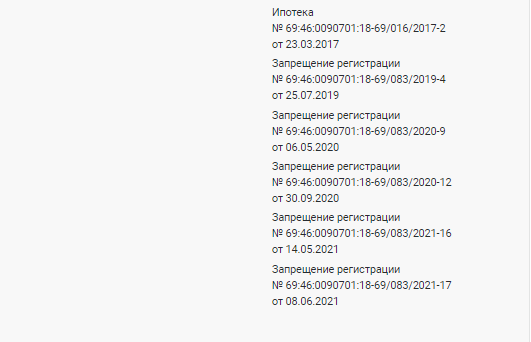 Ипотека
№ 69:46:0090701:18-69/016/2017-2
от 23.03.2017
Запрещение регистрации
№ 69:46:0090701:18-69/083/2019-4
от 25.07.2019
Запрещение регистрации
№ 69:46:0090701:18-69/083/2020-9
от 06.05.2020
Запрещение регистрации
№ 69:46:0090701:18-69/083/2020-12
от 30.09.2020
Запрещение регистрации
№ 69:46:0090701:18-69/083/2021-16
от 14.05.2021
Запрещение регистрации
№ 69:46:0090701:18-69/083/2021-17
от 08.06.2021